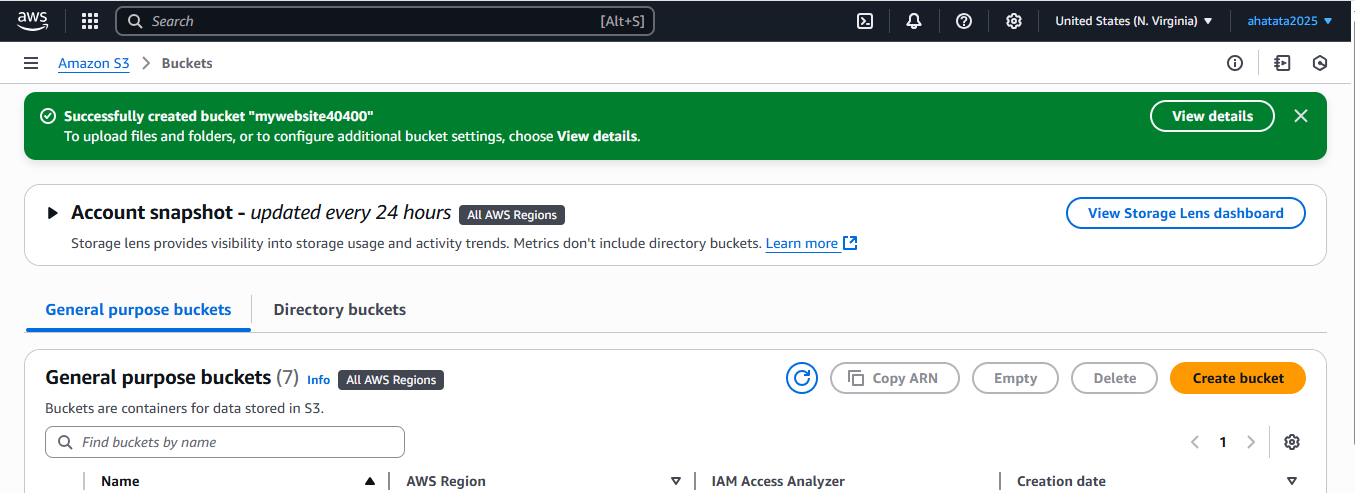 aws
Search [Alt+S] United States (N. Virginia) ahatata2025
Amazon S3 Buckets
Successfully created bucket "mywebsite40400"
To upload files and folders, or to configure additional bucket settings, choose View details.
View details
Account snapshot - updated every 24 hours All AWS Regions
View Storage Lens dashboard
Storage lens provides visibility into storage usage and activity trends. Metrics don't include directory buckets. Learn more
General purpose buckets Directory buckets
General purpose buckets (7) Info All AWS Regions
Copy ARN Empty Delete Create bucket
Buckets are containers for data stored in S3.
Find buckets by name
1
Name AWS Region IAM Access Analyzer Creation date